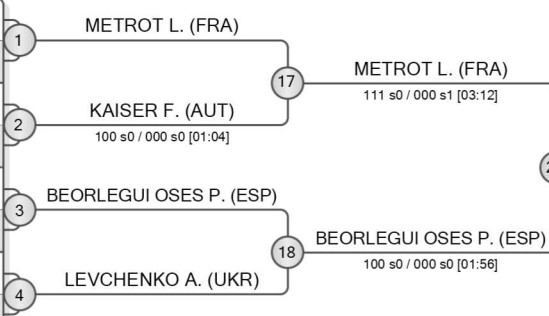 METROT L. (FRA)
1
17
METROT L. (FRA)
111 s0 / 000 s1 [03:12]
KAISER F. (AUT)
2
100 s0 / 000 s0 [01:04]
BEORLEGUI OSES P. (ESP)
3
18
BEORLEGUI OSES P. (ESP)
100 s0 / 000 s0 [01:56]
LEVCHENKO A. (UKR)
4